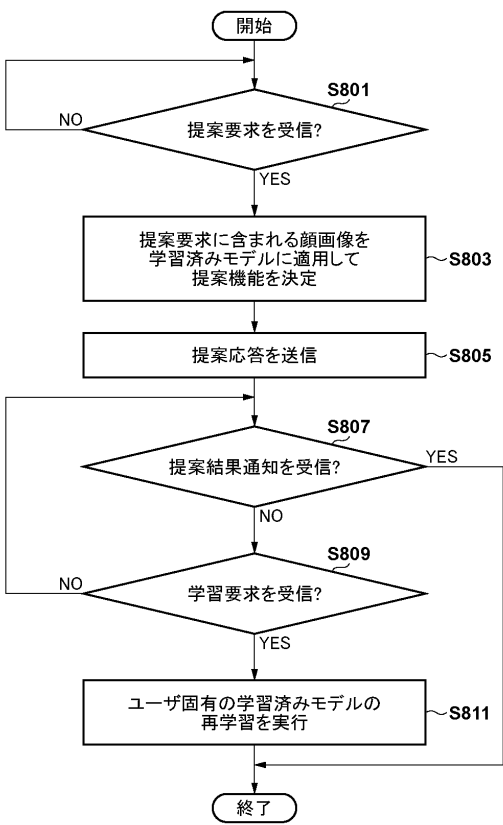 開始
S801
提案要求を受信?
NO
YES
提案要求に含まれる顔画像を
学習済みモデルに適用して
提案機能を決定
S803
提案応答を送信
S805
S807
提案結果通知を受信?
YES
NO
S809
学習要求を受信?
NO
YES
ユーザ固有の学習済みモデルの
再学習を実行
S811
終了